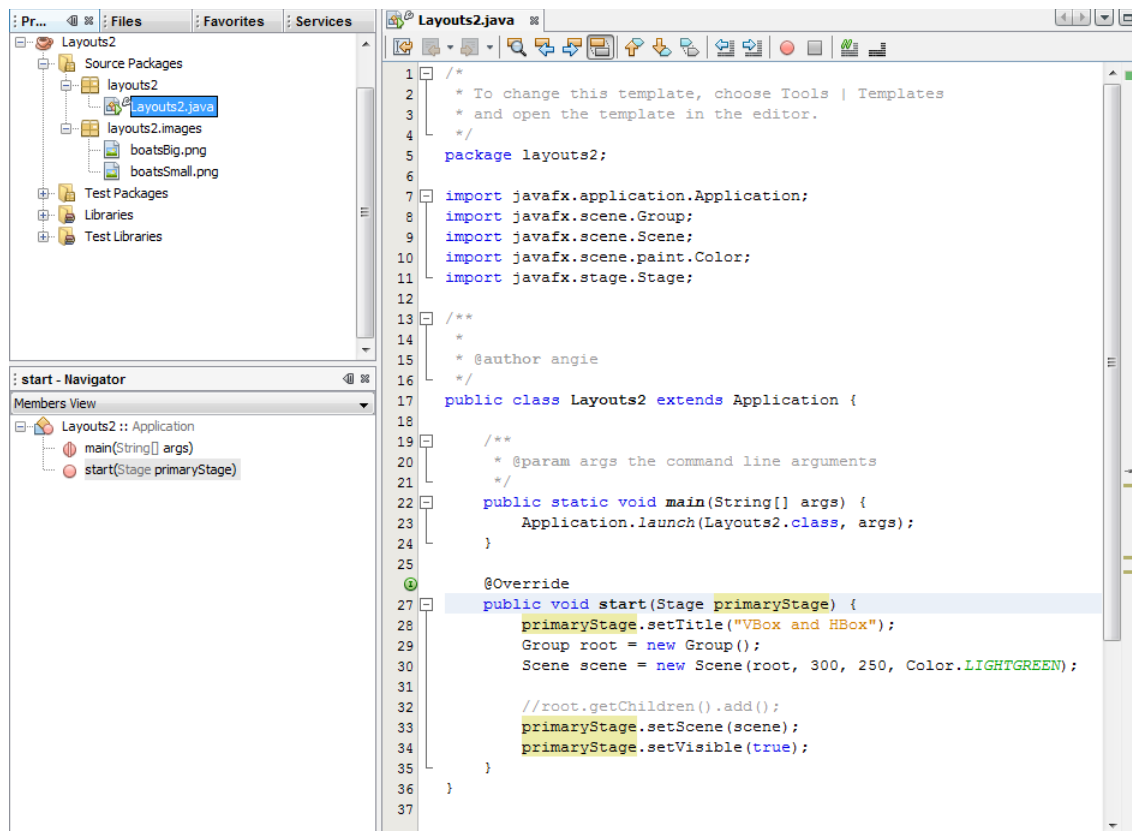 Pr...
Files
Favorites
Services
Layouts2
Source Packages
layouts2
Layouts2.java
layouts2.images
boatsBig.png
boatsSmall.png
Test Packages
Libraries
Test Libraries
start - Navigator
Members View
Layouts2 :: Application
main(String[] args)
start(Stage primaryStage)
Layouts2.java
1 /*
2  * To change this template, choose Tools | Templates
3  * and open the template in the editor.
4  */
5 package layouts2;
6
7 import javafx.application.Application;
8 import javafx.scene.Group;
9 import javafx.scene.Scene;
10 import javafx.scene.paint.Color;
11 import javafx.stage.Stage;
12
13 /**
14  *
15  * @author angie
16  */
17 public class Layouts2 extends Application {
18
19     /**
20      * @param args the command line arguments
21      */
22     public static void main(String[] args) {
23         Application.launch(Layouts2.class, args);
24     }
25
@Override
27     public void start(Stage primaryStage) {
28         primaryStage.setTitle("VBox and HBox");
29         Group root = new Group();
30         Scene scene = new Scene(root, 300, 250, Color.LIGHTGREEN);
31
32         //root.getChildren().add();
33         primaryStage.setScene(scene);
34         primaryStage.setVisible(true);
35     }
36 }
37